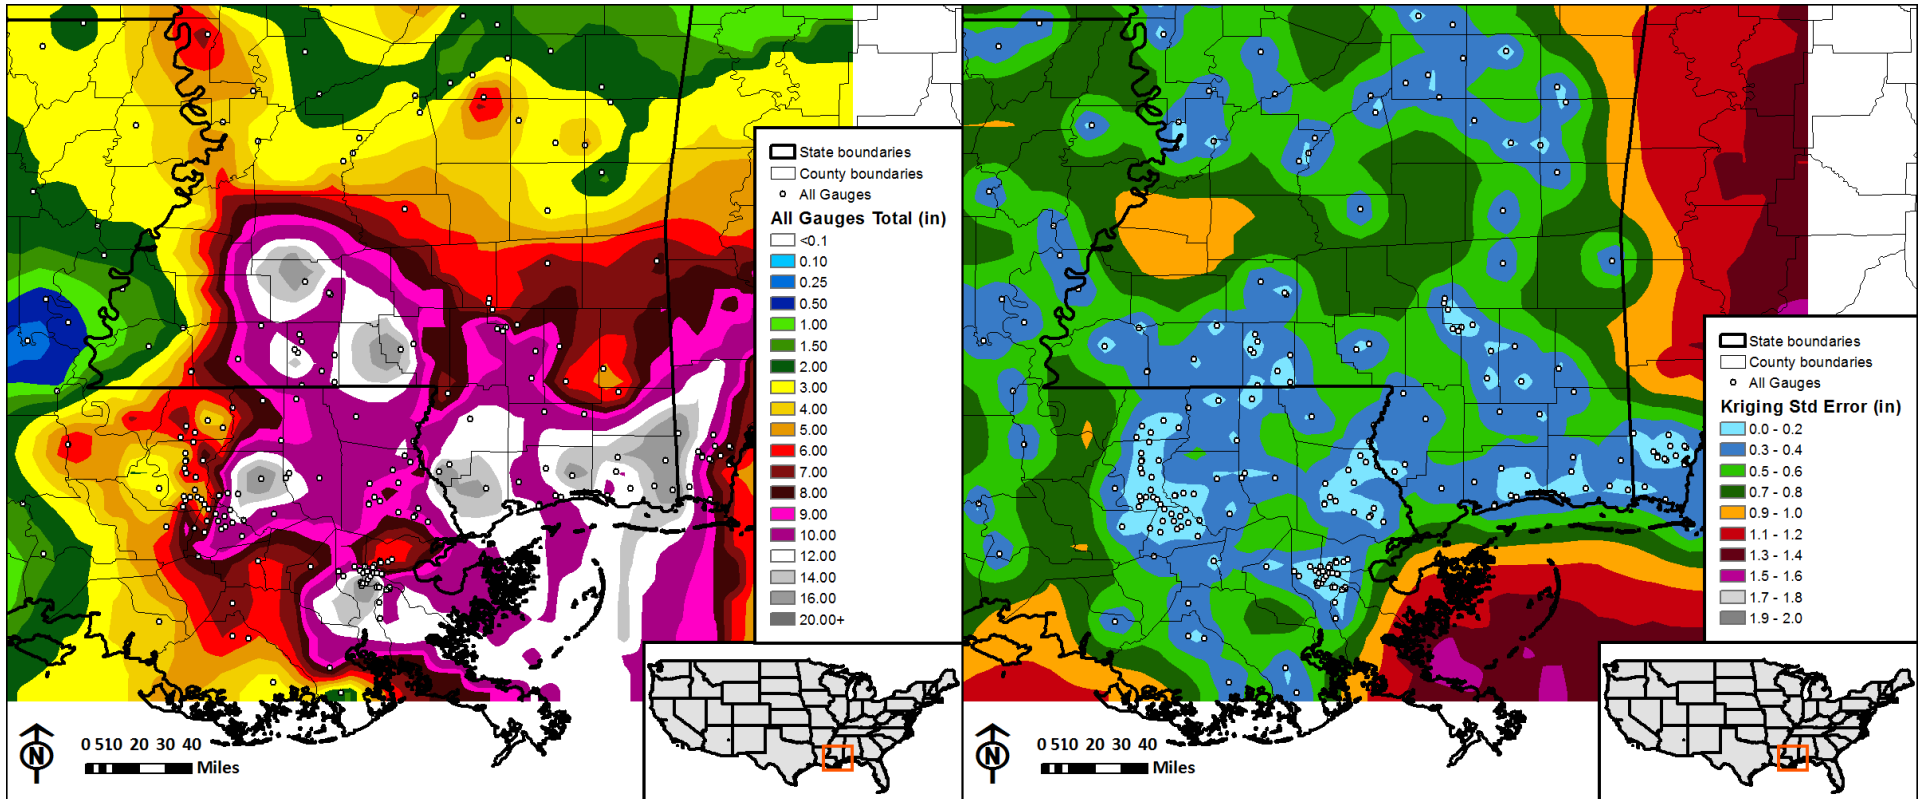 State boundaries
County boundaries
All Gauges
All Gauges Total (in)
<0.1
0.10
0.25
0.50
1.00
1.50
2.00
3.00
4.00
5.00
6.00
7.00
8.00
9.00
10.00
12.00
14.00
16.00
20.00+
N
0 5 10 20 30 40
Miles
State boundaries
County boundaries
All Gauges
Kriging Std Error (in)
0.0 - 0.2
0.3 - 0.4
0.5 - 0.6
0.7 - 0.8
0.9 - 1.0
1.1 - 1.2
1.3 - 1.4
1.5 - 1.6
1.7 - 1.8
1.9 - 2.0
N
0 5 10 20 30 40
Miles